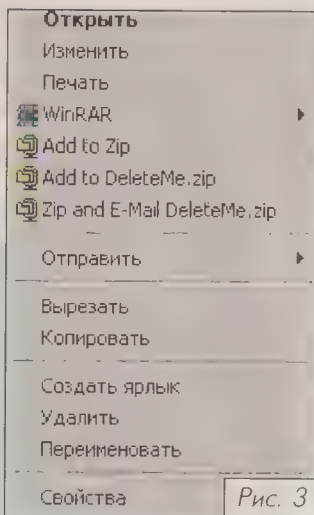 Открыть
Изменить
Печать
WinRAR
Add to Zip
Add to DeleteMe.zip
Zip and E-Mail DeleteMe.zip
Отправить
Вырезать
Копировать
Создать ярлык
Удалить
Переименовать
Свойства
Рис. 3